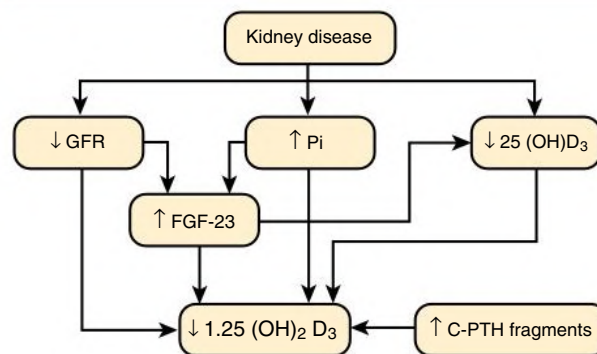 Kidney disease
↓ GFR
↑ Pi
↓ 25 (OH)D₃
↑ FGF-23
↓ 1.25 (OH)₂ D₃
↑ C-PTH fragments